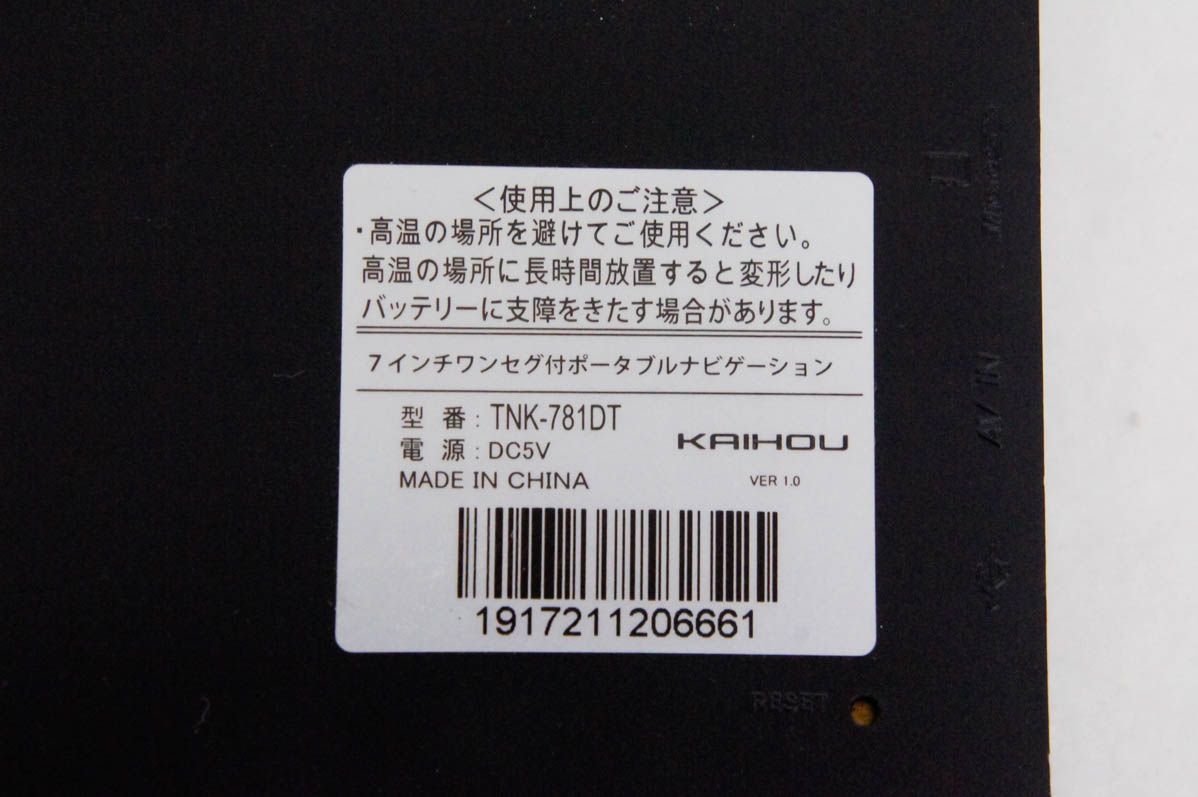 ＜使用上のご注意＞
・高温の場所を避けてご使用ください。
高温の場所に長時間放置すると変形したり
バッテリーに支障をきたす場合があります。
7インチワンセグ付ポータブルナビゲーション
型 番 : TNK-781DT
電 源 : DC5V
KAIHOU
MADE IN CHINA
VER 1.0
1917211206661
RESET
AV IN